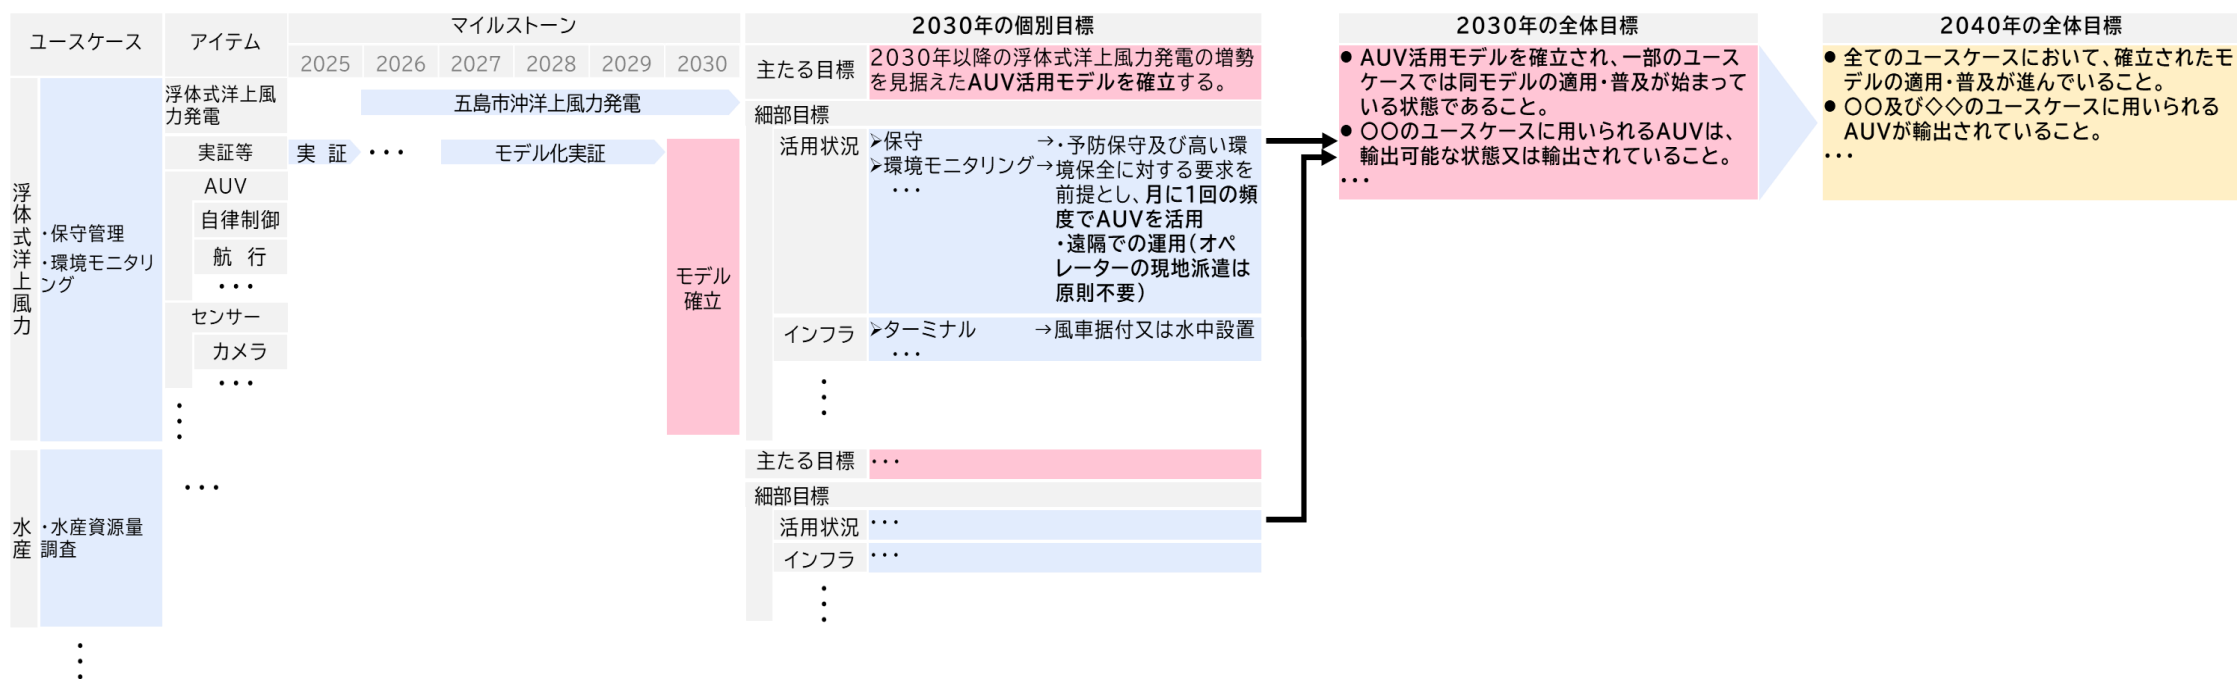 ユースケース
アイテム
マイルストーン
2025
2026
2027
2028
2029
2030
浮体式洋上風力
・保守管理
・環境モニタリ
ング
浮体式洋上風
力発電
五島市沖洋上風力発電
実証等
実 証
・・・
モデル化実証
モデル
確立
AUV
自律制御
航 行
・・・
センサー
カメラ
・・・
・・・
水産
・水産資源量
調査
・・・
・・・
2030年の個別目標
主たる目標
2030年以降の浮体式洋上風力発電の増勢
を見据えたAUV活用モデルを確立する。
細部目標
活用状況
➢保守
➢環境モニタリング
・・・
→・予防保守及び高い環
→境保全に対する要求を
前提とし、月に1回の頻
度でAUVを活用
・遠隔での運用(オペ
レーターの現地派遣は
原則不要)
インフラ
➢ターミナル
→風車据付又は水中設置
・・・
・・・
主たる目標
・・・
細部目標
活用状況
・・・
インフラ
・・・
・・・
2030年の全体目標
● AUV活用モデルを確立され、一部のユース
ケースでは同モデルの適用・普及が始まって
いる状態であること。
● 〇〇のユースケースに用いられるAUVは、
輸出可能な状態又は輸出されていること。
・・・
2040年の全体目標
● 全てのユースケースにおいて、確立されたモ
デルの適用・普及が進んでいること。
● 〇〇及び◇◇のユースケースに用いられる
AUVが輸出されていること。
・・・